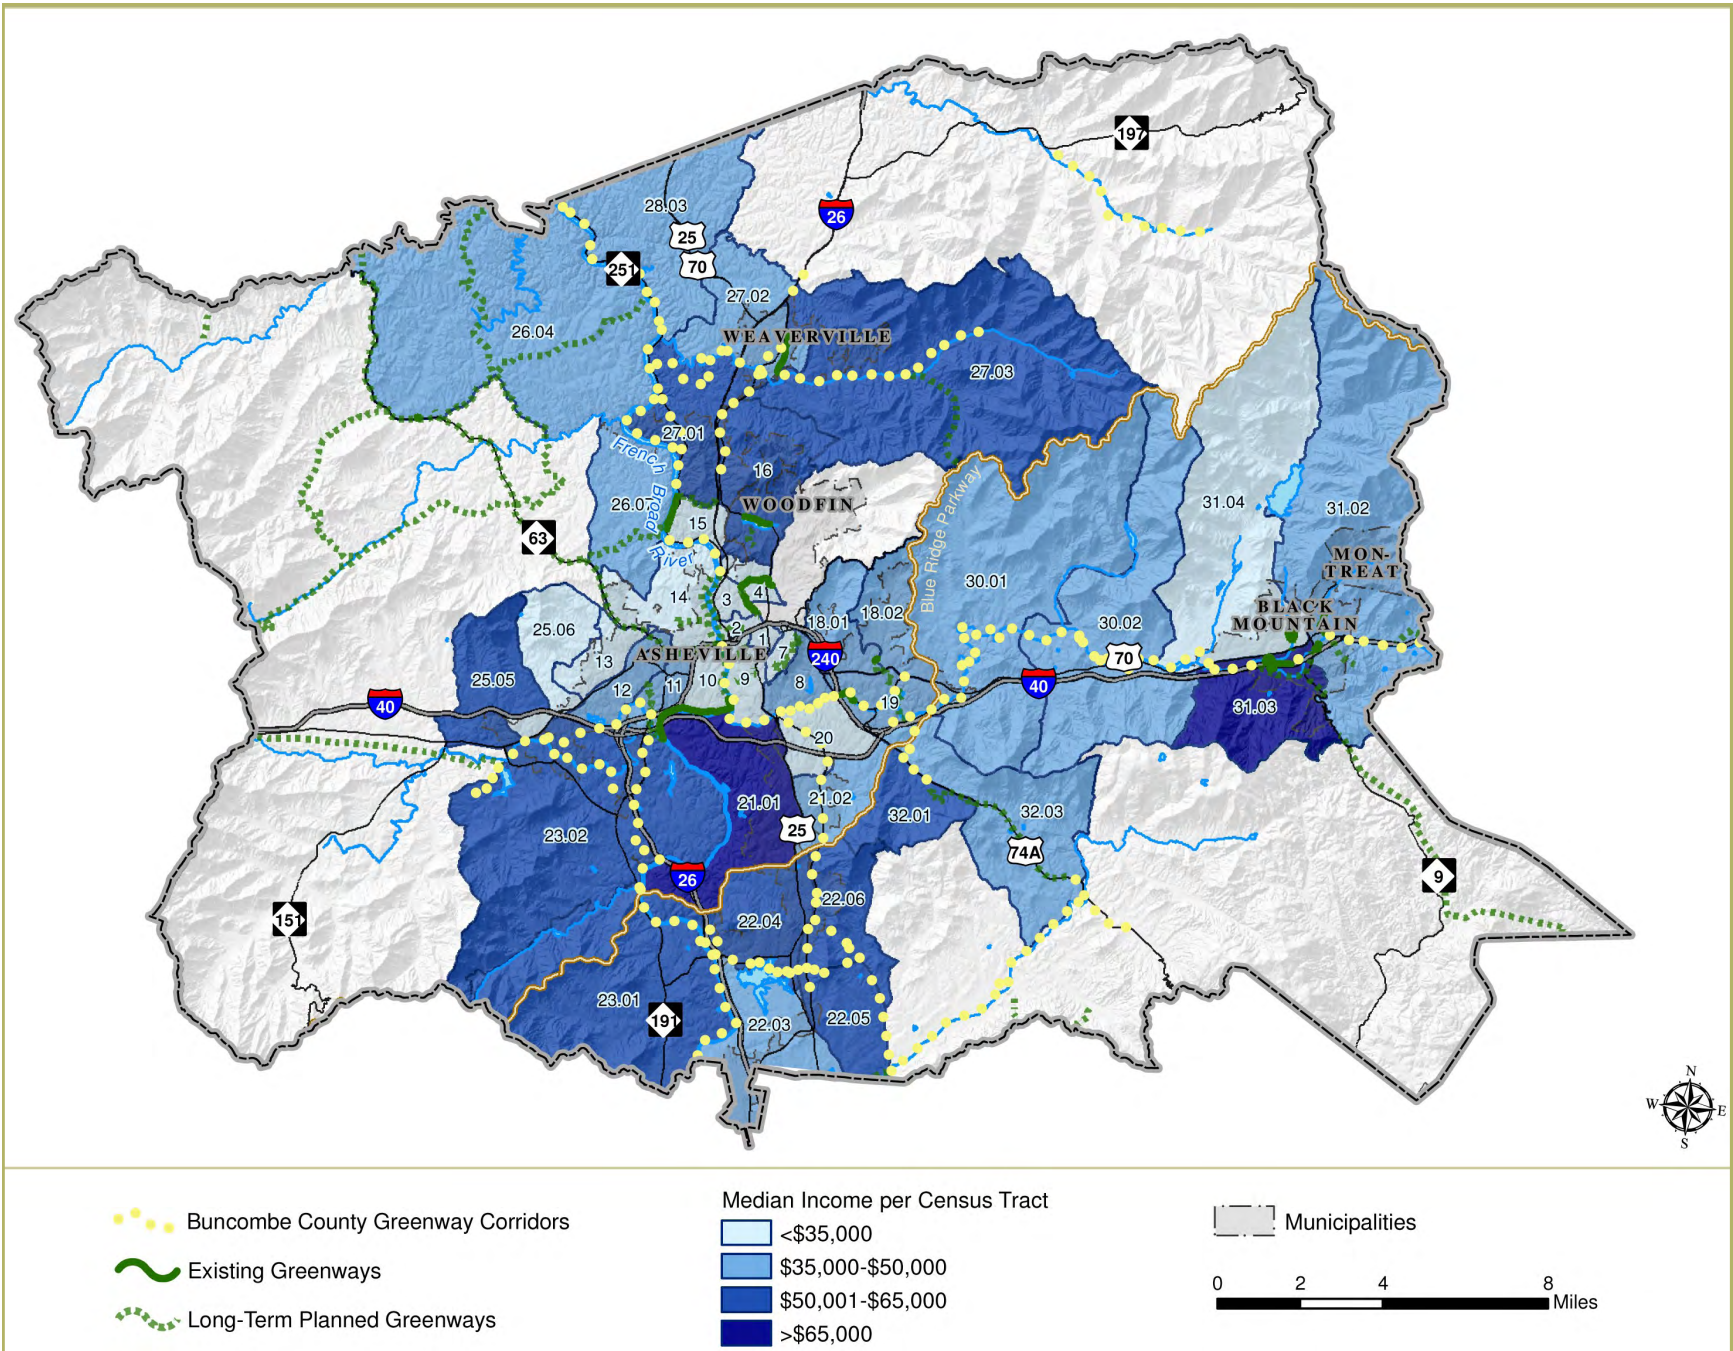 197
26
28.03
25
70
251
27.02
26.04
WEAVERVILLE
27.03
27.01
French
Broad
River
16
26.07
WOODFIN
15
63
31.04
31.02
MON-
TREAT
Blue Ridge Parkway
30.01
14
3
4
2
1
18.01
18.02
BLACK
MOUNTAIN
30.02
25.06
13
ASHEVILLE
7
240
70
25.05
12
11
10
9
8
19
40
40
31.03
20
21.01
21.02
25
32.01
32.03
74A
23.02
26
22.06
9
151
22.04
23.01
191
22.03
22.05
N
W
E
S
Buncombe County Greenway Corridors
Existing Greenways
Long-Term Planned Greenways
Median Income per Census Tract
<$35,000
$35,000-$50,000
$50,001-$65,000
>$65,000
Municipalities
0 2 4 8
Miles